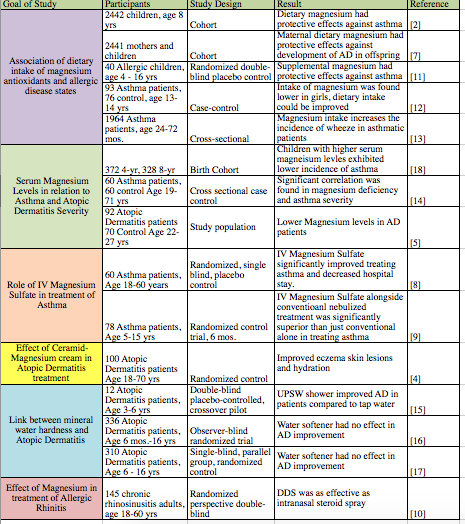 Goal of Study Participants Study Design Result Reference
Association of dietary
intake of magnesium
antioxidants and allergic
disease states
2442 children, age 8
yrs
Cohort
Dietary magnesium had
protective effects against asthma
[2]
2441 mothers and
children
Cohort
Maternal dietary magnesium had
protective effects against
development of AD in offspring
[7]
40 Allergic children,
age 4 - 16 yrs
Randomized double-
blind placebo control
Supplemental magnesium had
protective effects against asthma
[11]
93 Asthma patients,
76 control, age 13-
14 yrs
Case-control
Intake of magnesium was found
lower in girls, dietary intake
could be improved
[12]
1964 Asthma
patients, age 24-72
mos.
Cross-sectional
Magnesium intake increases the
incidence of wheeze in asthmatic
patients
[13]
Serum Magnesium
Levels in relation to
Asthma and Atopic
Dermatitis Severity
372 4-yr, 328 8-yr
Birth Cohort
Children with higher serum
magneisum levles exhibited
lower incidence of asthma
[18]
60 Asthma patients,
60 control Age 19-
71 yrs
Cross sectional case
control
Significant correlation was
found in magnesium deficiency
and asthma severity
[14]
92 Atopic
Dermatitis patients
70 Control Age 22-
27 yrs
Study population
Lower Magnesium levels in AD
patients
[5]
Role of IV Magnesium
Sulfate in treatment of
Asthma
60 Asthma patients,
Age 18-60 years
Randomized, single
blind, placebo
control
IV Magnesium Sulfate
significantly improved treating
asthma and decreased hospital
stay.
[8]
78 Asthma patients,
Age 5-15 yrs
Randomized control
trial, 6 mos.
IV Magnesium Sulfate alongside
conventioanl nebulized
treatment was significantly
superior than just conventional
alone in treating asthma
[9]
Effect of Ceramid-
Magnesium cream in
Atopic Dermatitis
treatment
100 Atopic
Dermatitis patients
Age 18-70 yrs
Randomized control
Improved eczema skin lesions
and hydration
[4]
Link between mineral
water hardness and
Atopic Dermatitis
12 Atopic
Dermatitis patients,
Age 3-6 yrs
Double-blind
placebo-controlled,
crossover pilot
UPSW shower improved AD in
patients compared to tap water
[15]
336 Atopic
Dermatitis patients,
Age 6 mos.-16 yrs
Observer-blind
randomized trial
Water softener had no effect in
AD improvement
[16]
310 Atopic
Dermatitis patients,
Age 6 - 16 yrs
Single-blind, parallel
group, randomized
control
Water softener had no effect in
AD improvement
[17]
Effect of Magnesium in
treatment of Allergic
Rhinitis
145 chronic
rhinosinusitis adults,
age 18-60 yrs
Randomized
perspective double-
blind
DDS was as effective as
intranasal steroid spray
[10]